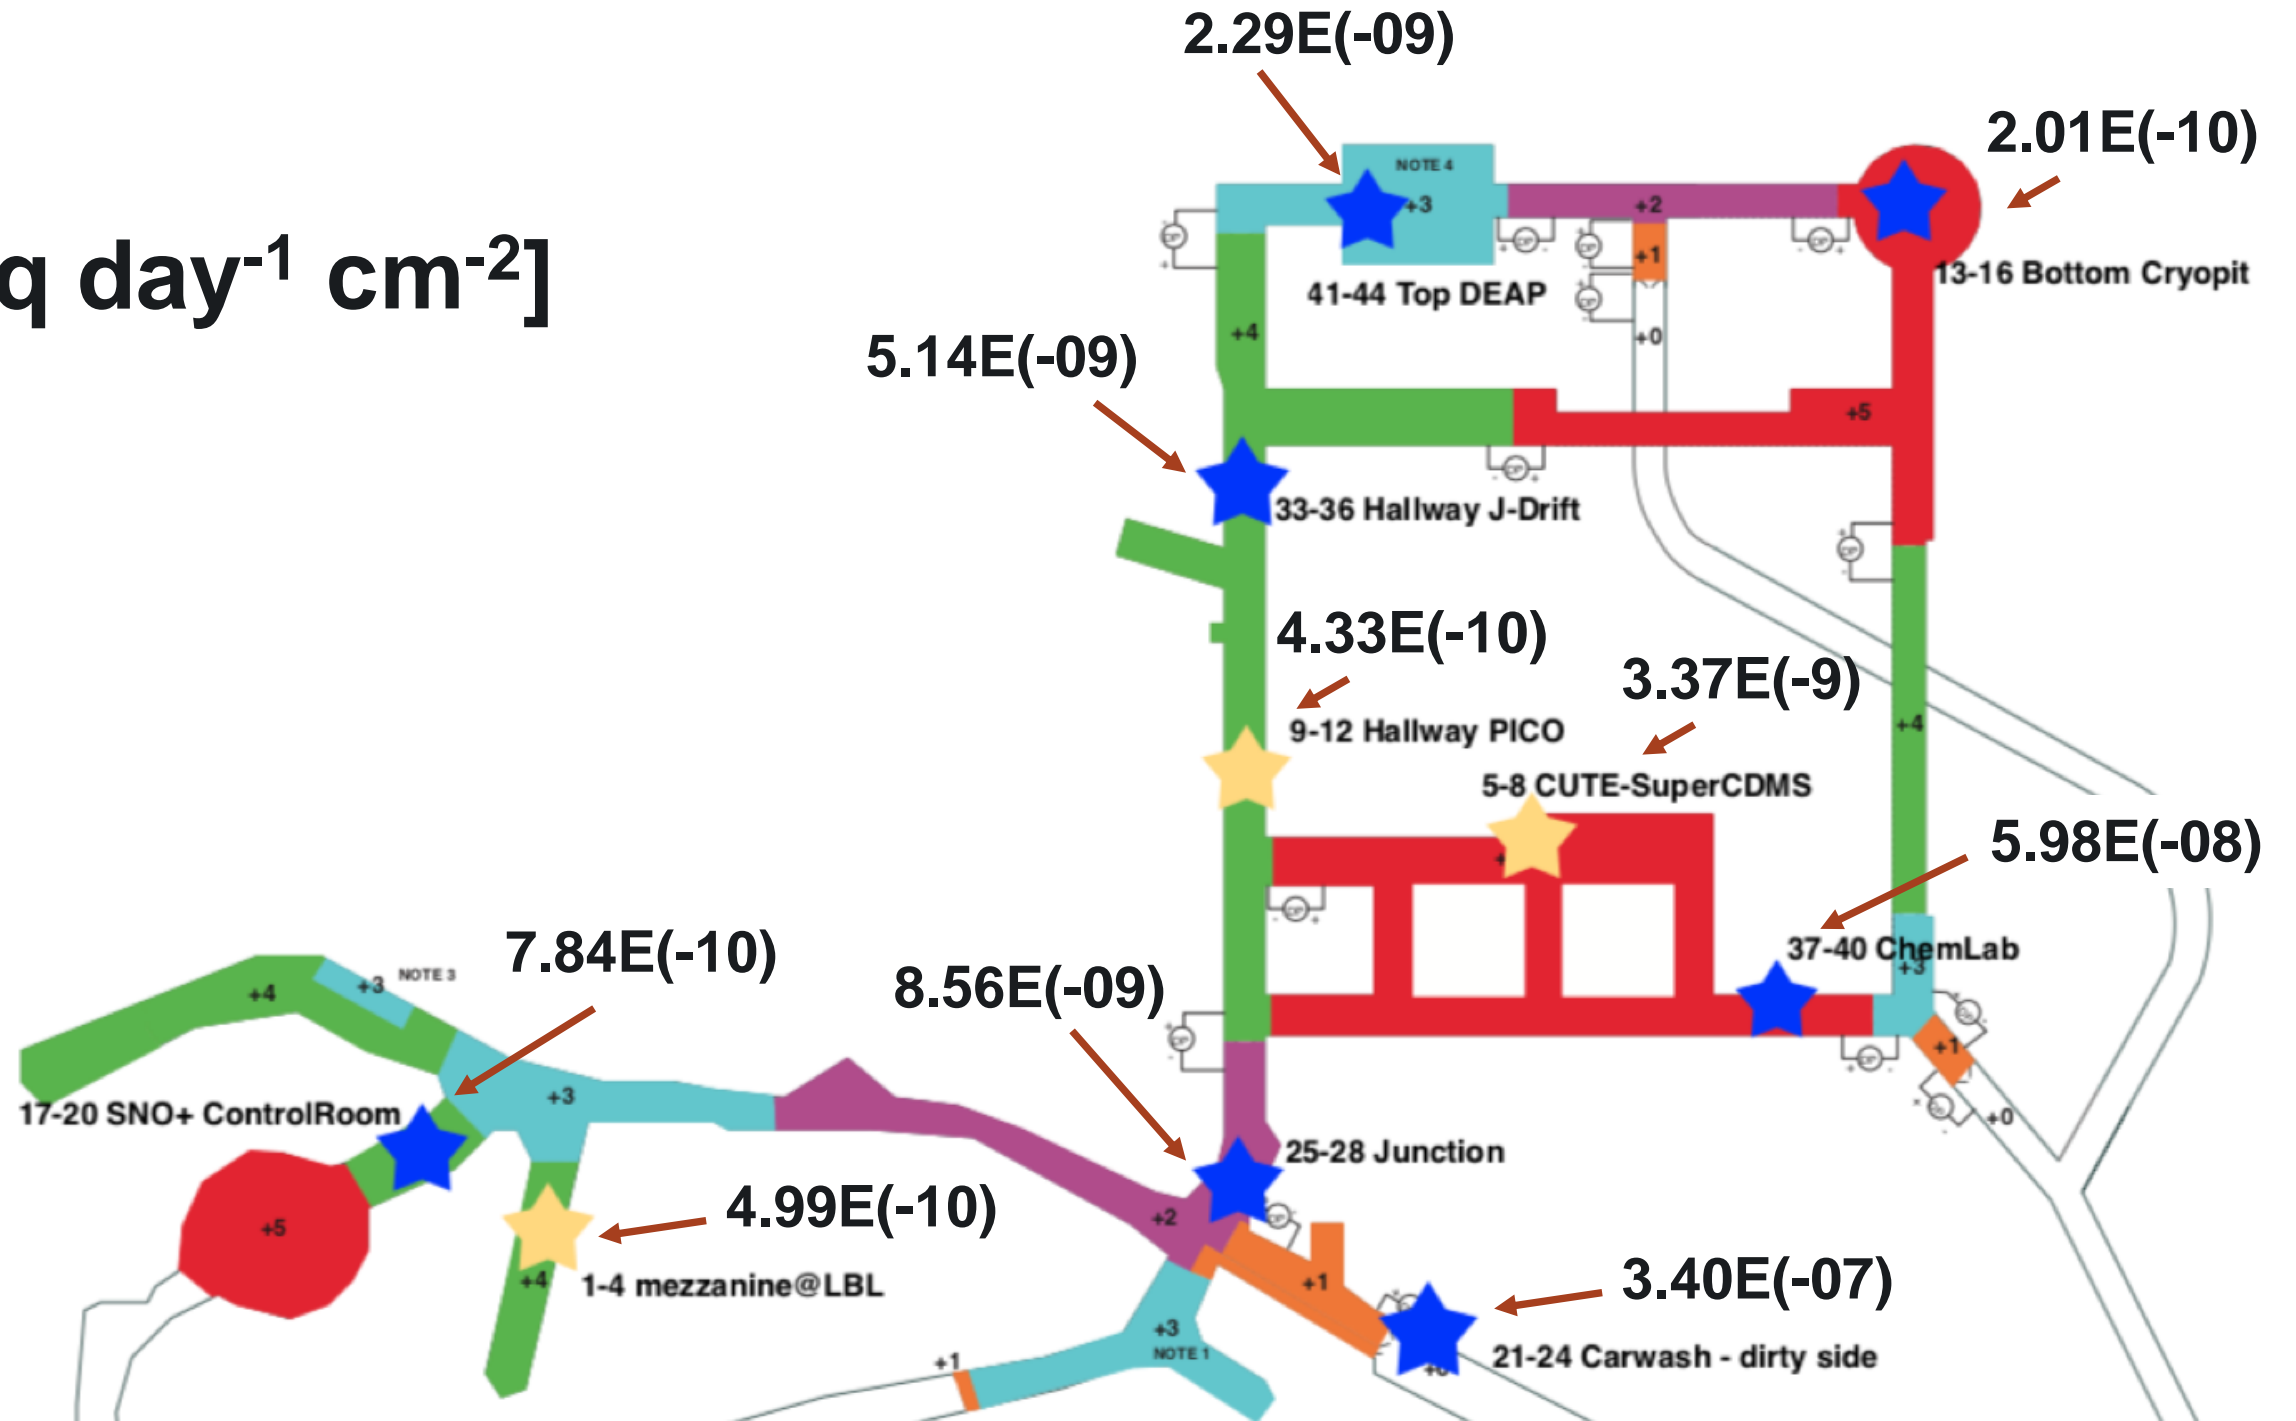 2.29E(-09)
2.01E(-10)
NOTE 4
+3
+2
q day-1 cm-2]
+1
13-16 Bottom Cryopit
41-44 Top DEAP
+4
+0
5.14E(-09)
+5
33-36 Hallway J-Drift
4.33E(-10)
3.37E(-9)
9-12 Hallway PICO
+4
5-8 CUTE-SuperCDMS
5.98E(-08)
7.84E(-10)
37-40 ChemLab
+3
NOTE 3
+3
+4
8.56E(-09)
+1
+3
17-20 SNO+ ControlRoom
+0
25-28 Junction
4.99E(-10)
+2
+5
+4
1-4 mezzanine@LBL
+1
3.40E(-07)
+3
NOTE 1
+1
21-24 Carwash - dirty side